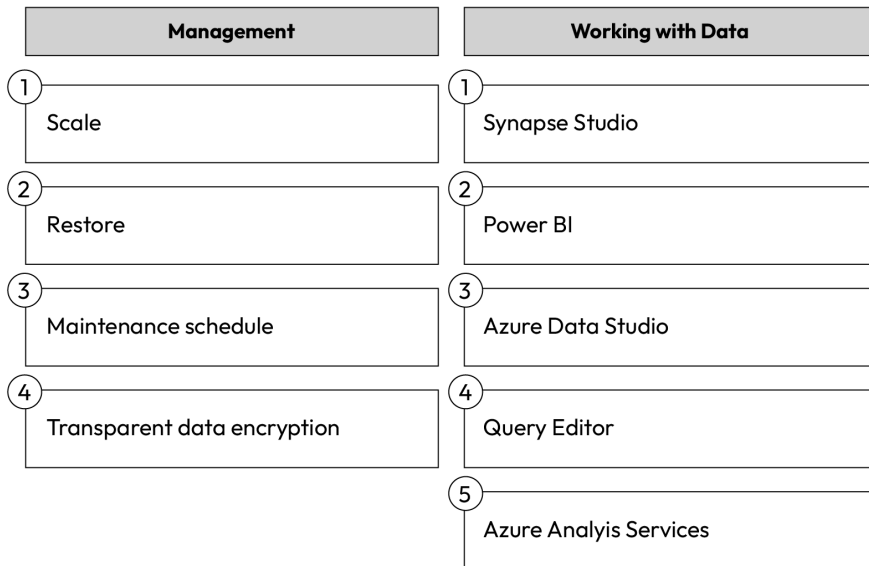 Management
1
Scale
2
Restore
3
Maintenance schedule
4
Transparent data encryption
Working with Data
1
Synapse Studio
2
Power BI
3
Azure Data Studio
4
Query Editor
5
Azure Analyis Services